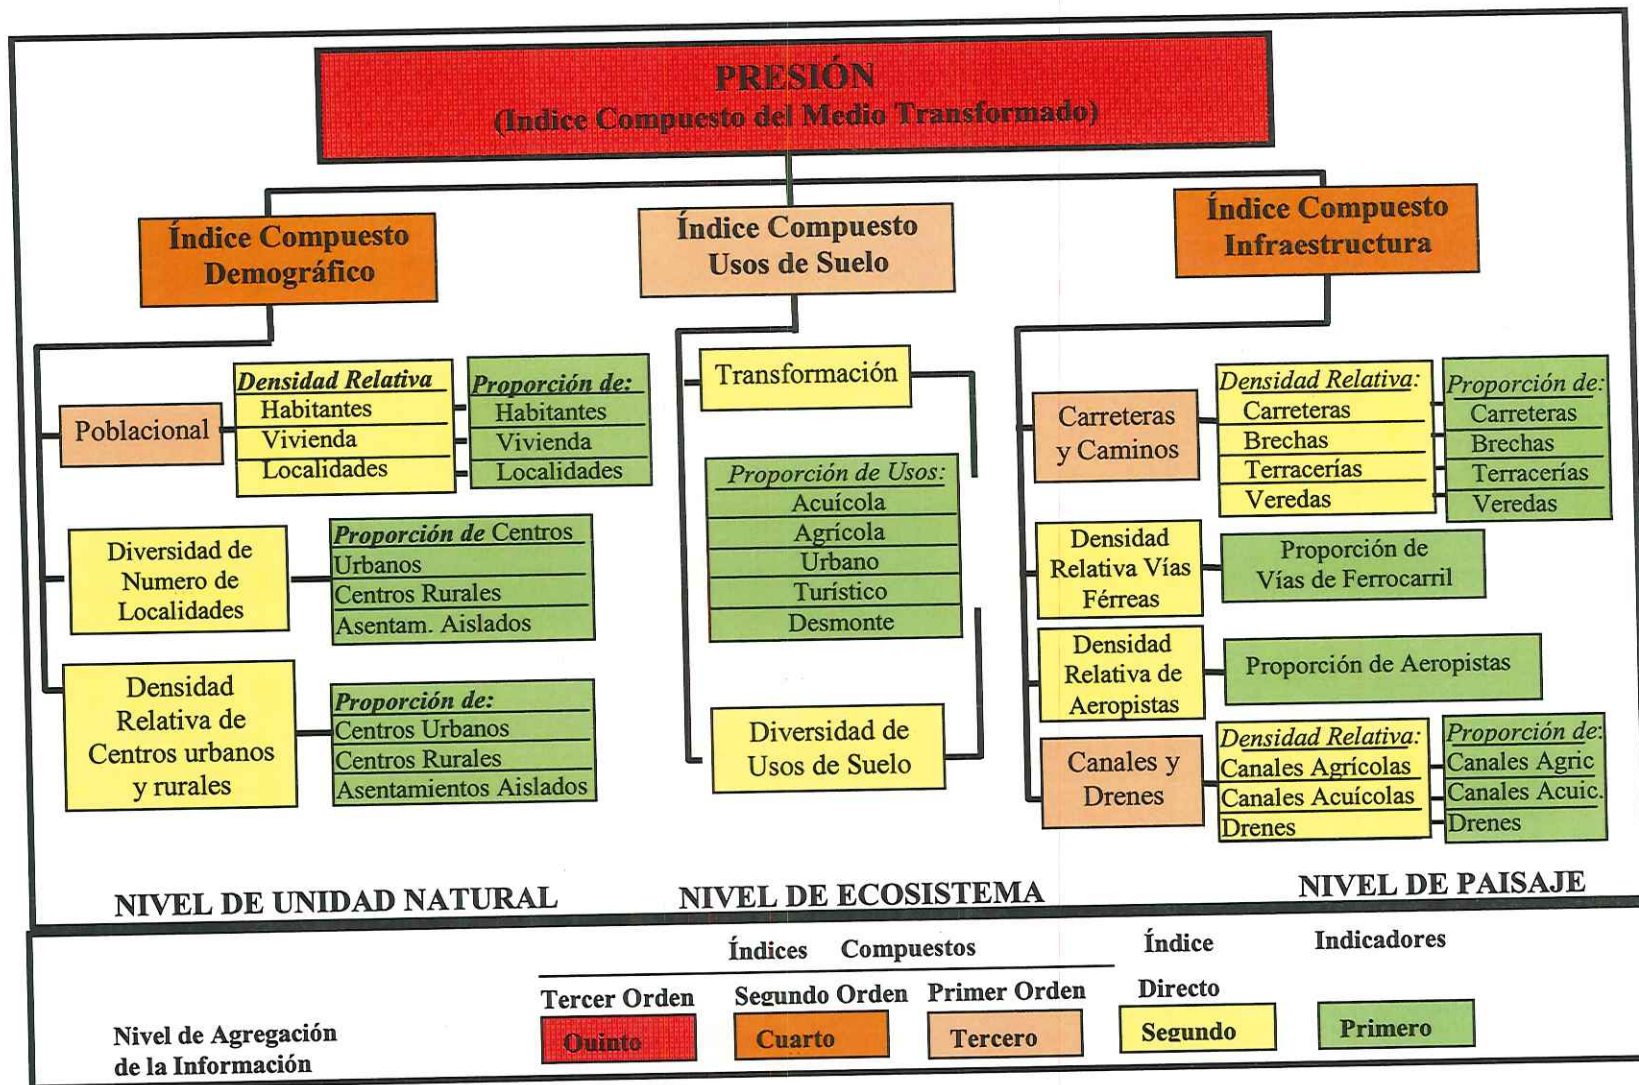 PRESIÓN
(Indice Compuesto del Medio Transformado)
Índice Compuesto
Demográfico
Índice Compuesto
Usos de Suelo
Índice Compuesto
Infraestructura
Poblacional
Densidad Relativa
Habitantes
Vivienda
Localidades
Proporción de:
Habitantes
Vivienda
Localidades
Diversidad de
Numero de
Localidades
Proporción de Centros
Urbanos
Centros Rurales
Asentam. Aislados
Densidad
Relativa de
Centros urbanos
y rurales
Proporción de:
Centros Urbanos
Centros Rurales
Asentamientos Aislados
Transformación
Proporción de Usos:
Acuícola
Agrícola
Urbano
Turístico
Desmonte
Diversidad de
Usos de Suelo
Carreteras
y Caminos
Densidad Relativa:
Carreteras
Brechas
Terracerías
Veredas
Proporción de:
Carreteras
Brechas
Terracerías
Veredas
Densidad
Relativa Vías
Férreas
Proporción de
Vías de Ferrocarril
Densidad
Relativa de
Aeropistas
Proporción de Aeropistas
Canales y
Drenes
Densidad Relativa:
Canales Agrícolas
Canales Acuícolas
Drenes
Proporción de:
Canales Agric
Canales Acuic.
Drenes
NIVEL DE UNIDAD NATURAL
NIVEL DE ECOSISTEMA
NIVEL DE PAISAJE
Índices Compuestos
Índice
Indicadores
Tercer Orden
Segundo Orden
Primer Orden
Directo
Nivel de Agregación
de la Información
Quinto
Cuarto
Tercero
Segundo
Primero